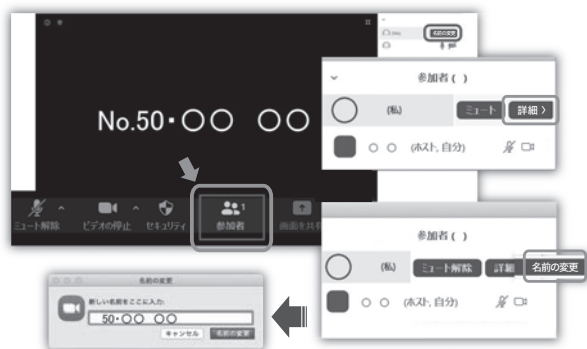 名前の変更
No.50・〇〇 〇〇
ミュート解除
ビデオの停止
セキュリティ
1
参加者
画面を共有
参加者 ( )
(私)
ミュート
詳細 〉
〇 〇 (ホスト, 自分)
参加者 ( )
(私)
ミュート解除
詳細
名前の変更
〇 〇 (ホスト, 自分)
名前の変更
新しい名前をここに入力:
50・〇〇 〇〇
キャンセル
名前の変更